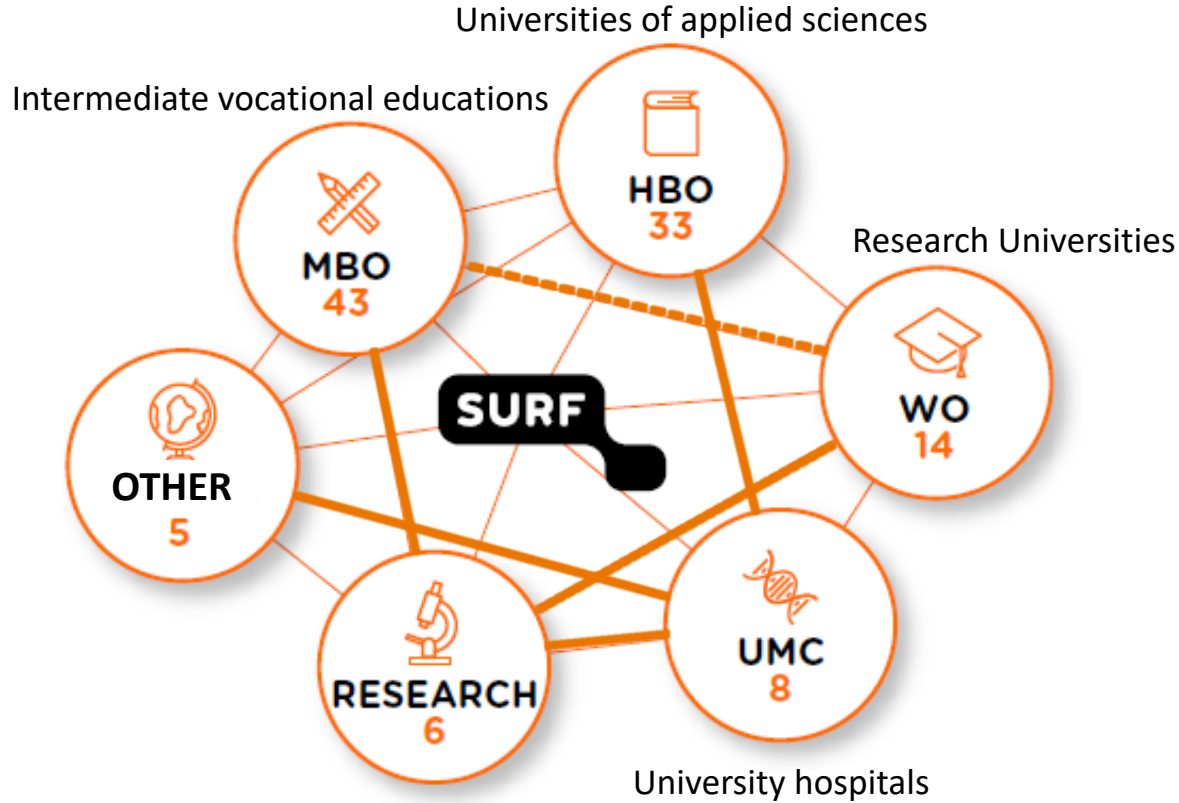 Universities of applied sciences
Intermediate vocational educations
HBO
33
Research Universities
MBO
43
SURF
WO
14
OTHER
5
UMC
8
RESEARCH
6
University hospitals